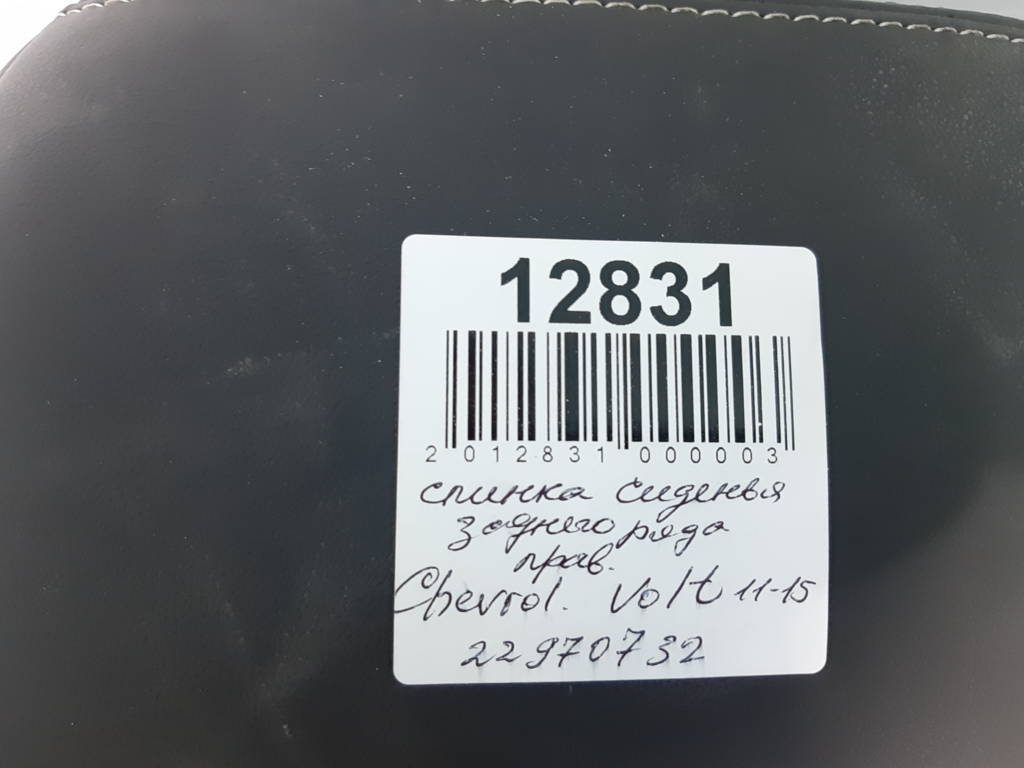 12831
2 012831 000003
спинка сиденья
заднего ряда
прав.
Chevrol. Volt 11-15
22970732